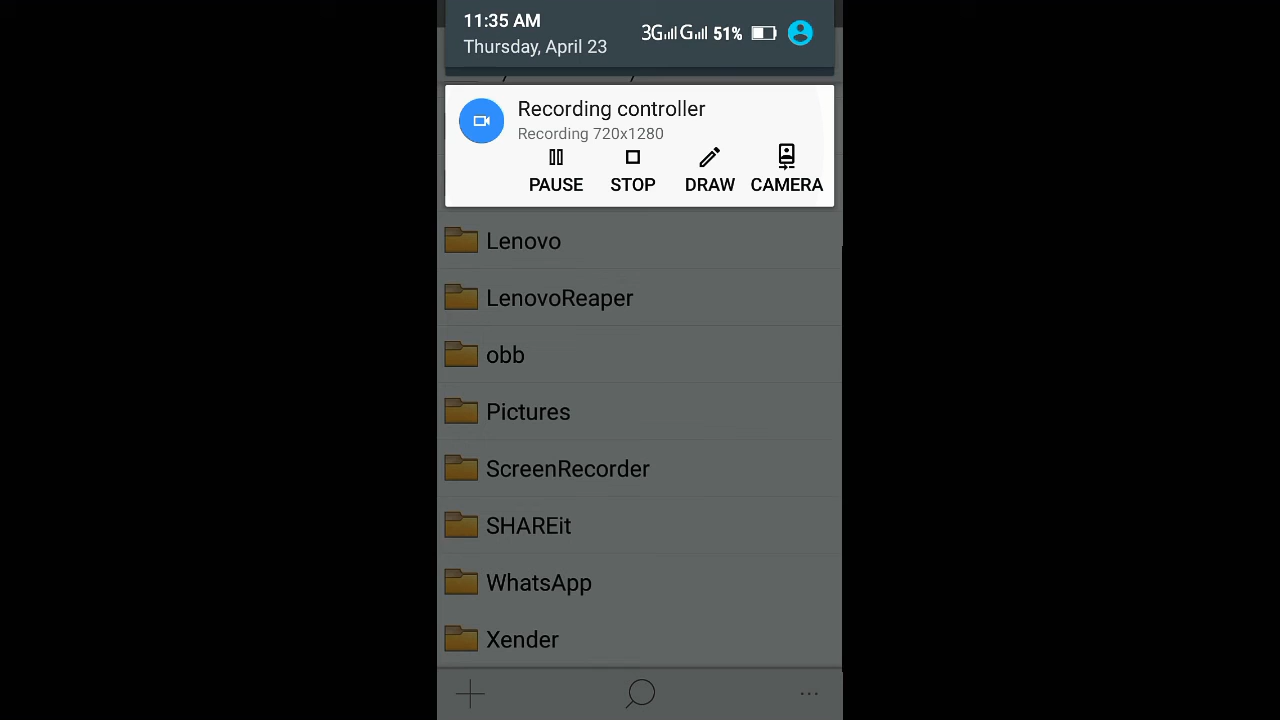 11:35 AM
3G G 51%
Thursday, April 23
Recording controller
Recording 720x1280
PAUSE STOP DRAW CAMERA
Lenovo
LenovoReaper
obb
Pictures
ScreenRecorder
SHAREit
WhatsApp
Xender